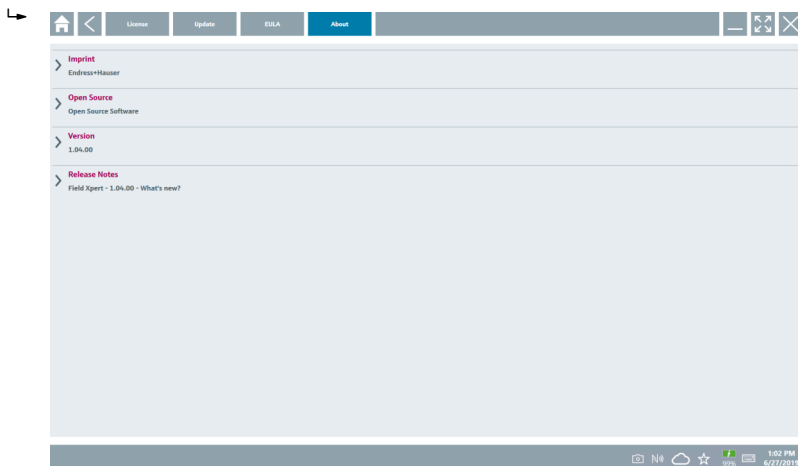 License Update EULA About
Imprint
Endress+Hauser
Open Source
Open Source Software
Version
1.04.00
Release Notes
Field Xpert - 1.04.00 - What's new?
99%
1:02 PM
6/27/2019